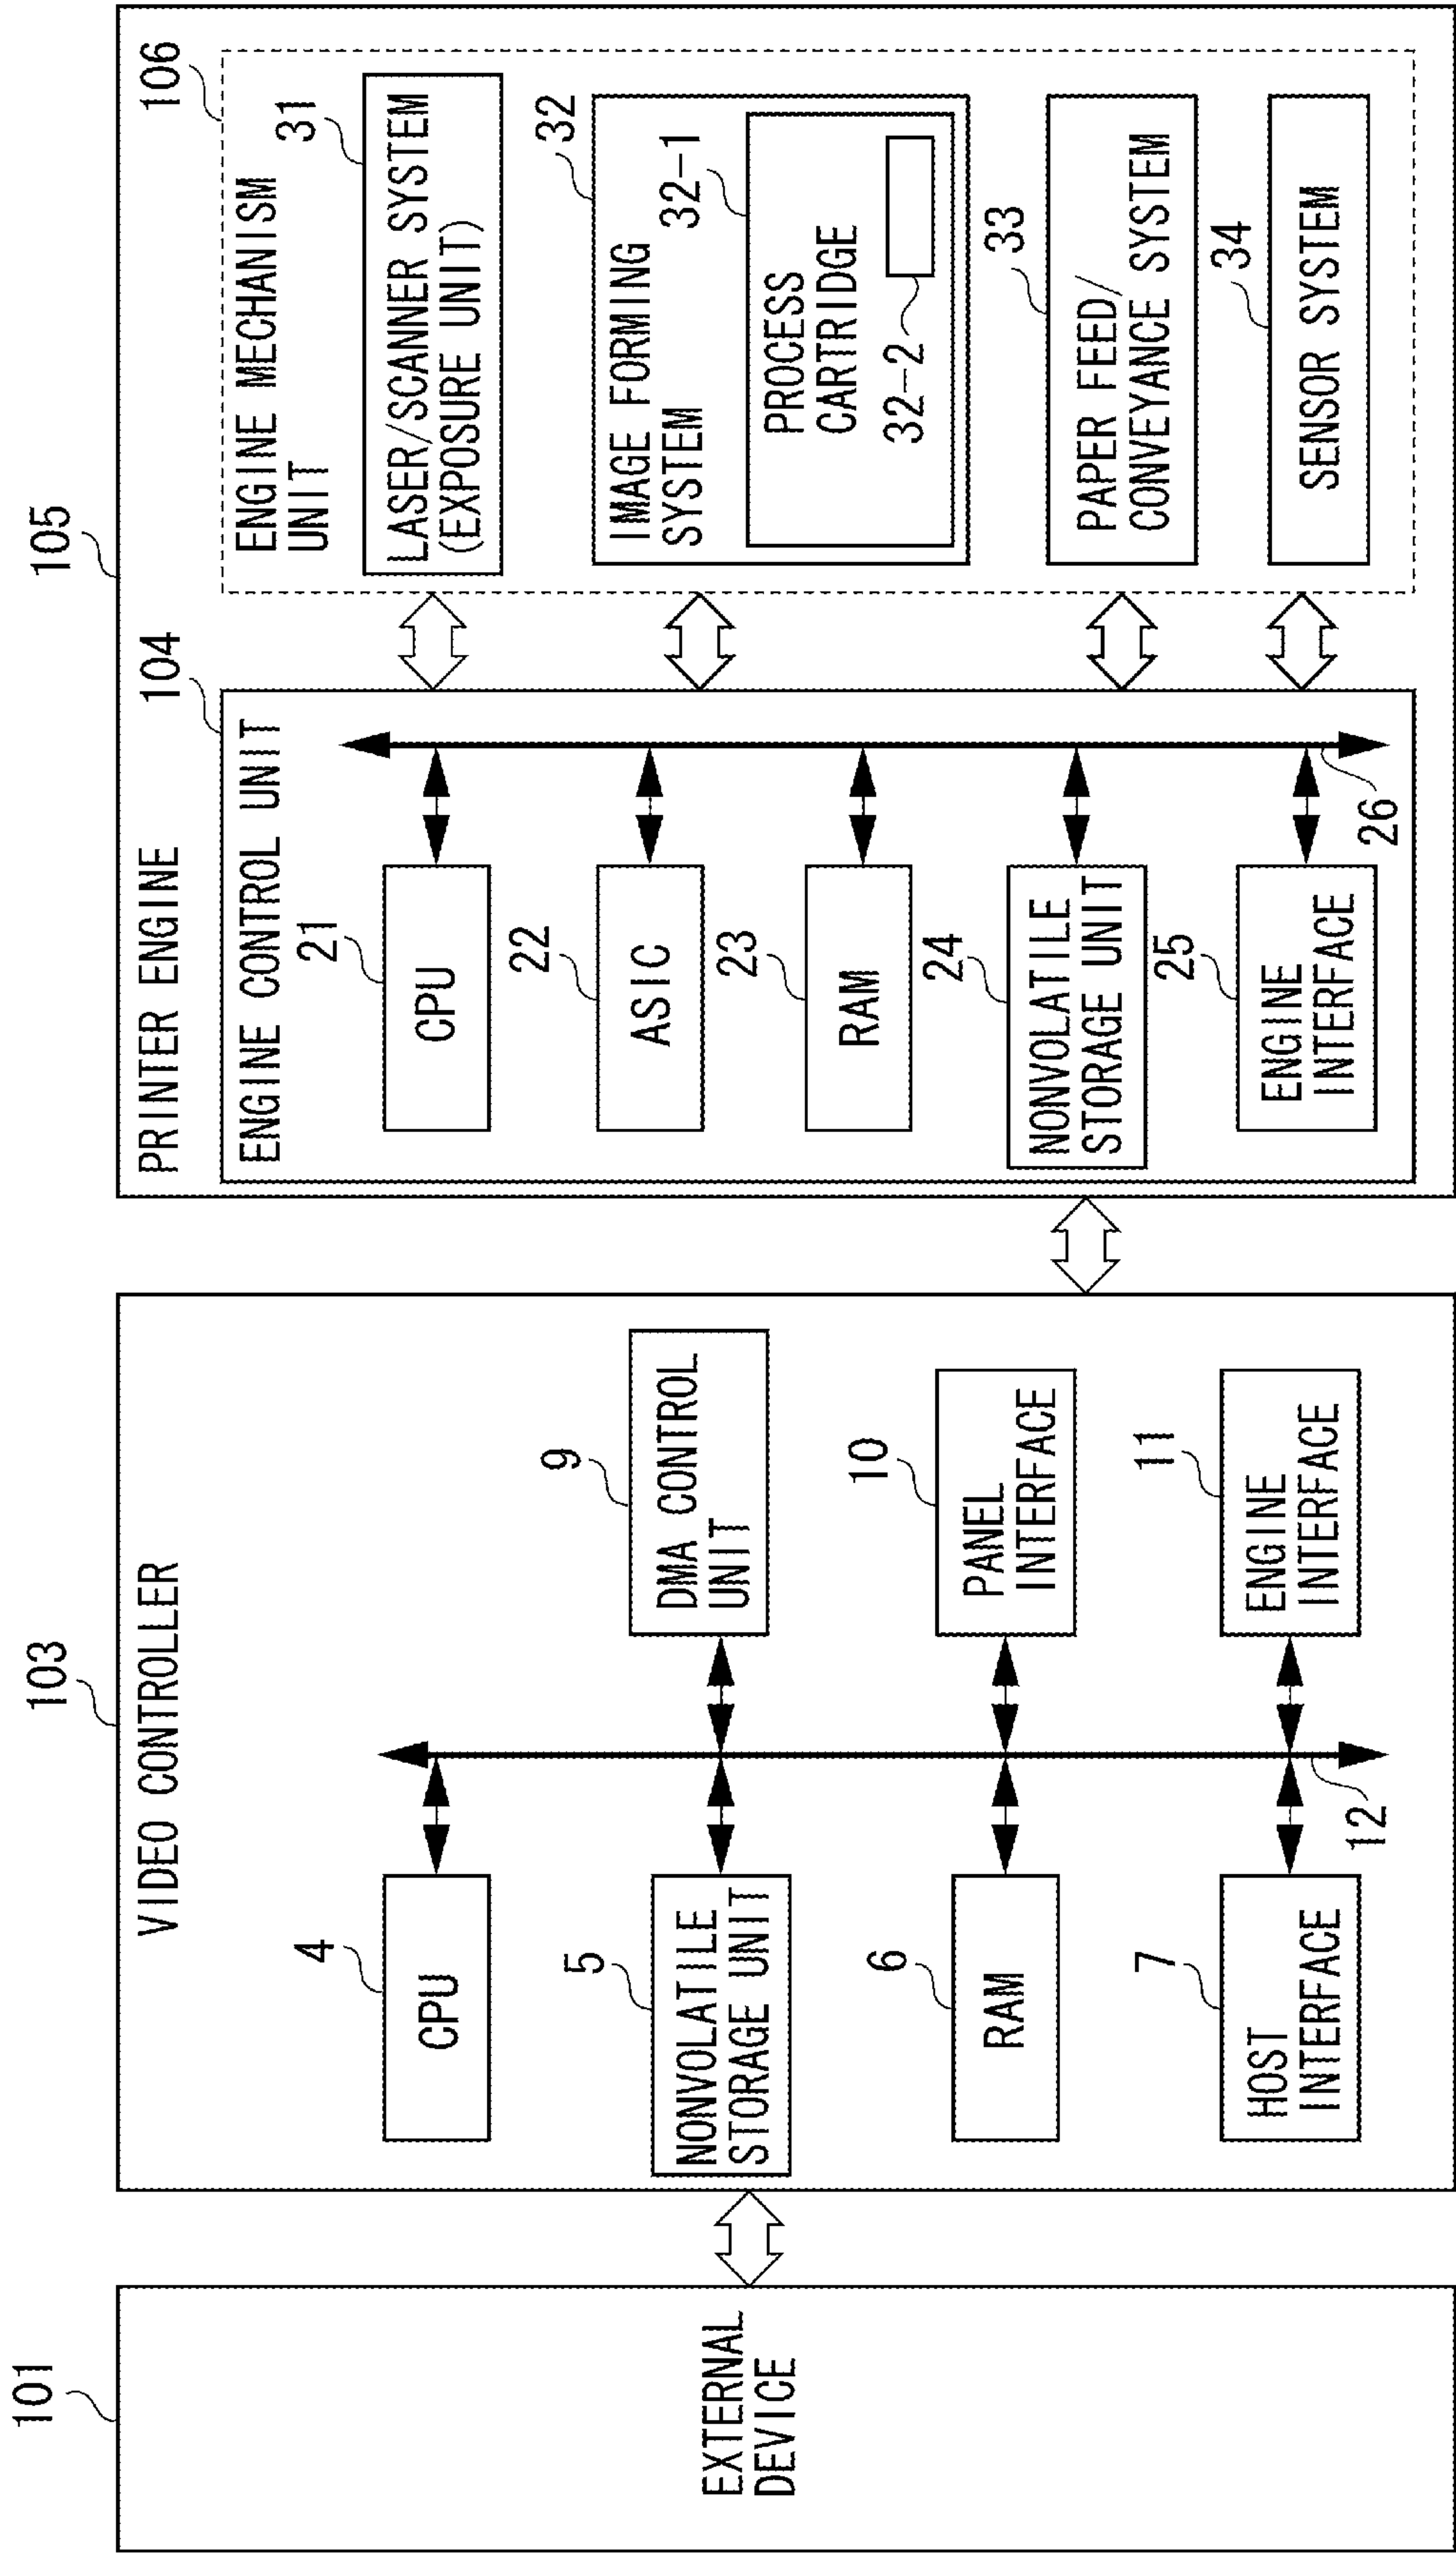 101
EXTERNAL
DEVICE
103
VIDEO CONTROLLER
4
CPU
5
NONVOLATILE
STORAGE UNIT
6
RAM
7
HOST
INTERFACE
9
DMA CONTROL
UNIT
10
PANEL
INTERFACE
11
ENGINE
INTERFACE
12
105
PRINTER ENGINE
104
ENGINE CONTROL UNIT
21
CPU
22
ASIC
23
RAM
24
NONVOLATILE
STORAGE UNIT
25
ENGINE
INTERFACE
26
106
ENGINE MECHANISM
UNIT
31
LASER/SCANNER SYSTEM
(EXPOSURE UNIT)
32
IMAGE FORMING
SYSTEM
32-1
PROCESS
CARTRIDGE
32-2
33
PAPER FEED/
CONVEYANCE SYSTEM
34
SENSOR SYSTEM